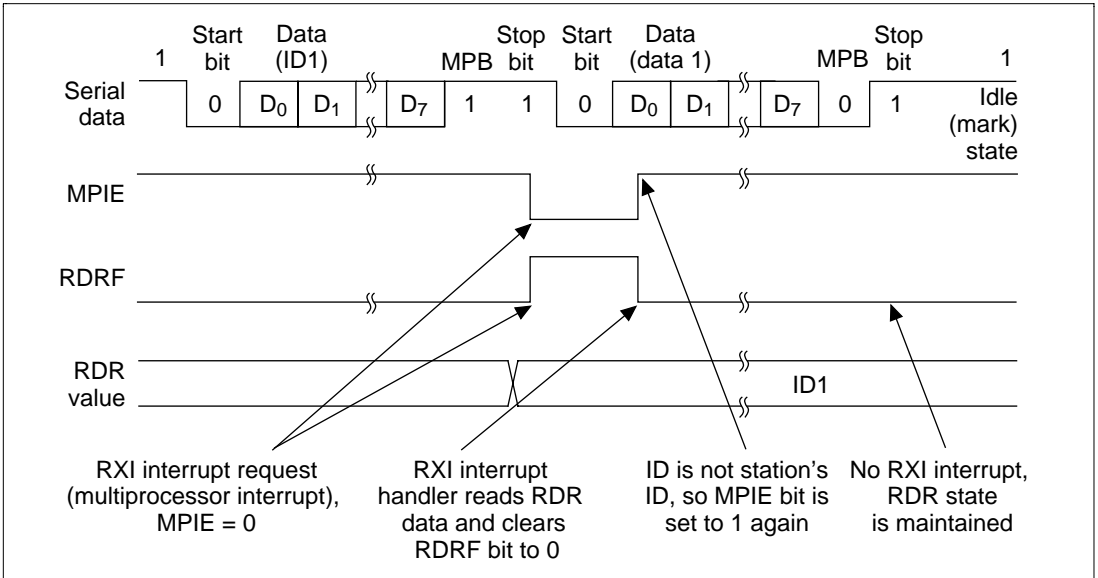 Start Data Stop Start Data Stop
1 bit (ID1) MPB bit bit (data 1) MPB bit 1
Serial data
0 D0 D1 D7 1 1 0 D0 D1 D7 0 1
Idle (mark) state
MPIE
RDRF
RDR value
ID1
RXI interrupt request
(multiprocessor interrupt),
MPIE = 0
RXI interrupt
handler reads RDR
data and clears
RDRF bit to 0
ID is not station's
ID, so MPIE bit is
set to 1 again
No RXI interrupt,
RDR state
is maintained